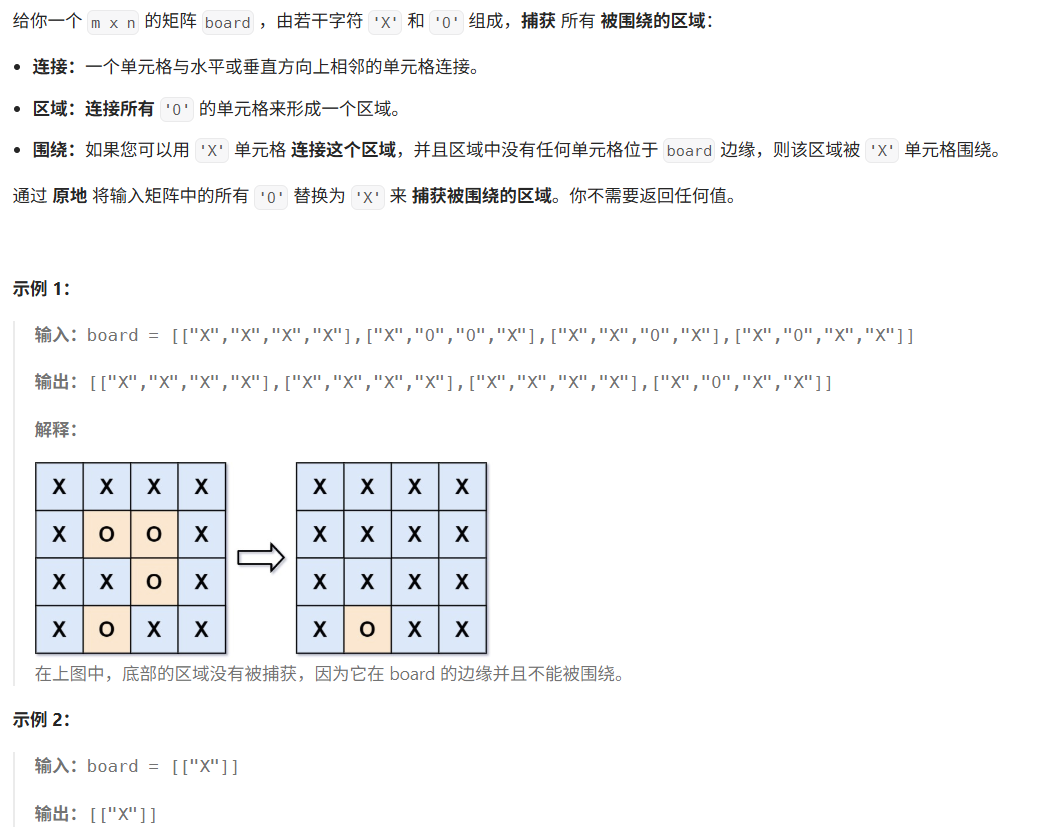 给你一个 m x n 的矩阵 board ，由若干字符 'X' 和 'O' 组成，捕获 所有 被围绕的区域：
• 连接：一个单元格与水平或垂直方向上相邻的单元格连接。
• 区域：连接所有 'O' 的单元格来形成一个区域。
• 围绕：如果您可以用 'X' 单元格 连接这个区域，并且区域中没有任何单元格位于 board 边缘，则该区域被 'X' 单元格围绕。
通过 原地 将输入矩阵中的所有 'O' 替换为 'X' 来 捕获被围绕的区域。你不需要返回任何值。
示例 1：
输入：board = [["X","X","X","X"],["X","O","O","X"],["X","X","O","X"],["X","O","X","X"]]
输出：[["X","X","X","X"],["X","X","X","X"],["X","X","X","X"],["X","O","X","X"]]
解释：
X X X X X X X X
X O O X X X X X
X X O X X X X X
X O X X X O X X
在上图中，底部的区域没有被捕获，因为它在 board 的边缘并且不能被围绕。
示例 2：
输入：board = [["X"]]
输出：[["X"]]